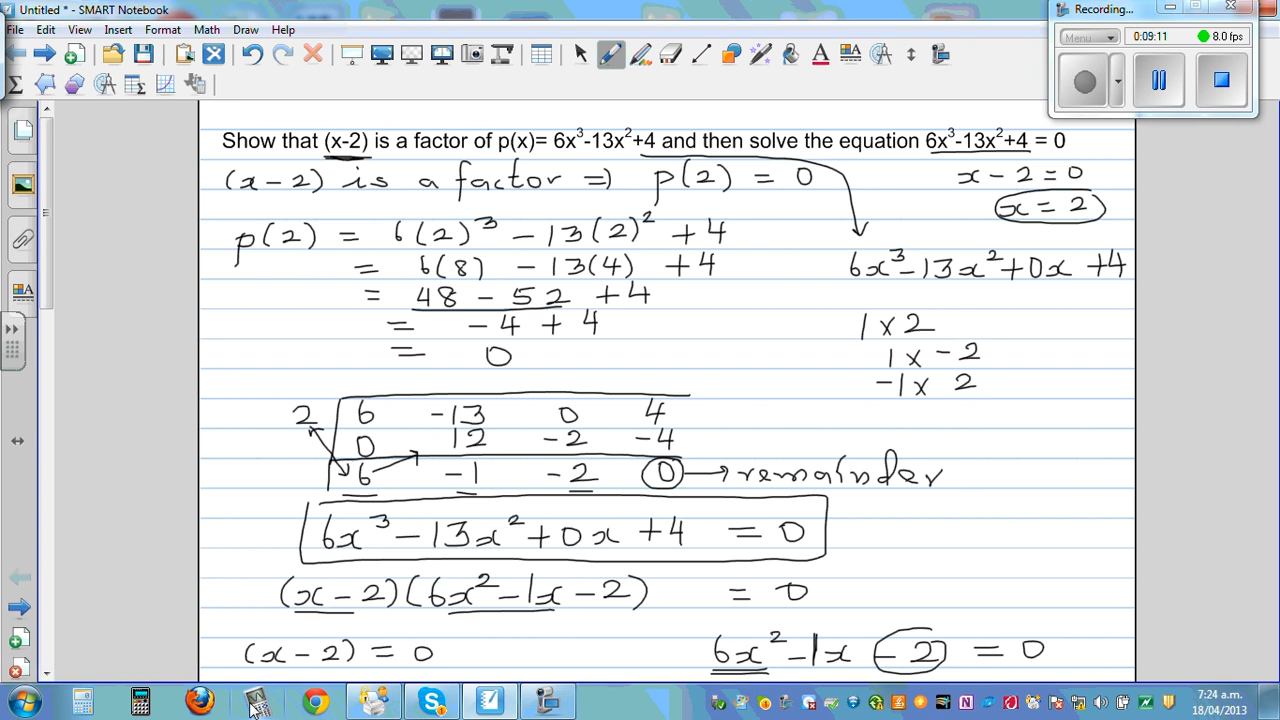 Untitled * - SMART Notebook
Recording...
File Edit View Insert Format Math Draw Help
Menu
0:09:11
8.0 fps
Show that (x-2) is a factor of p(x)= 6x³-13x²+4 and then solve the equation 6x³-13x²+4 = 0
(x-2) is a factor ⇒ p(2) = 0
x - 2 = 0
x = 2
p(2) = 6(2)³ - 13(2)² + 4
= 6(8) - 13(4) + 4
6x³-13x²+0x+4
= 48 - 52 + 4
= -4 + 4
1 x 2
= 0
1 x -2
-1 x 2
2 6 -13 0 4
0 12 -2 -4
6 -1 -2 0 → remainder
6x³ - 13x² + 0x + 4 = 0
(x-2)(6x²-1x-2) = 0
(x-2) = 0
6x² -1x -2 = 0
7:24 a.m.
18/04/2013